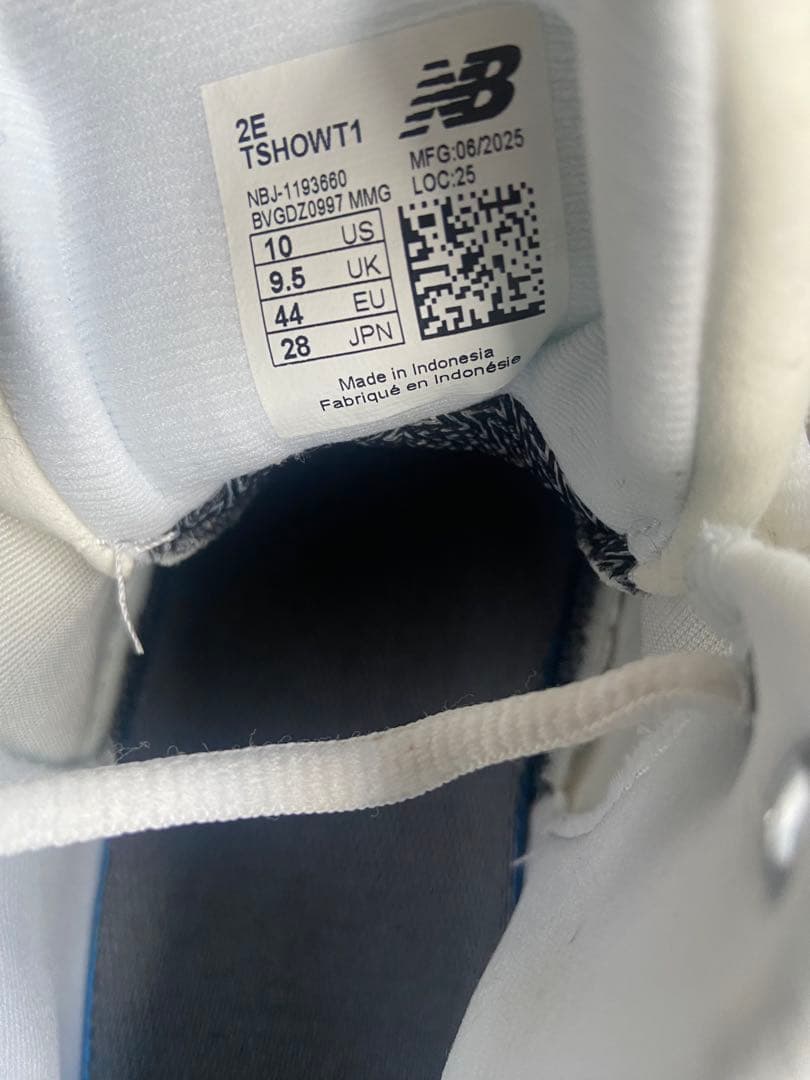 2E
TSHOWT1
NB
MFG:06/2025
LOC:25
NBJ-1193660
BVGDZ0997 MMG
10 US
9.5 UK
44 EU
28 JPN
Made in Indonesia
Fabriqué en Indonésie